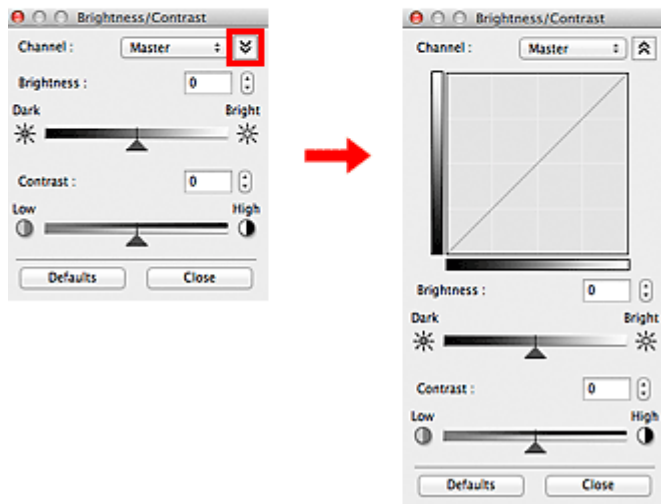 Brightness/Contrast
Channel : Master
Brightness : 0
Dark Bright
Contrast : 0
Low High
Defaults Close
Brightness/Contrast
Channel : Master
Brightness : 0
Dark Bright
Contrast : 0
Low High
Defaults Close